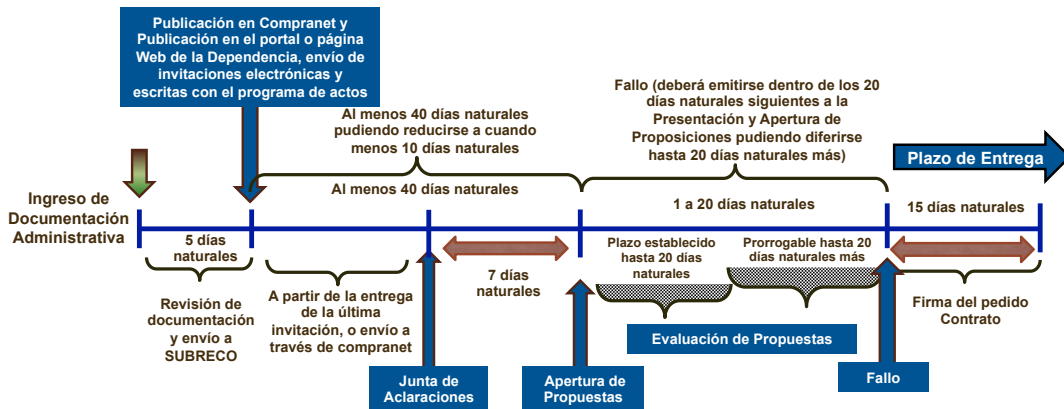 Publicación en Compranet y
Publicación en el portal o página
Web de la Dependencia, envío de
invitaciones electrónicas y
escritas con el programa de actos
Al menos 40 días naturales
pudiendo reducirse a cuando
menos 10 días naturales
Al menos 40 días naturales
Fallo (deberá emitirse dentro de los 20
días naturales siguientes a la
Presentación y Apertura de
Proposiciones pudiendo diferirse
hasta 20 días naturales más)
Plazo de Entrega
Ingreso de
Documentación
Administrativa
1 a 20 días naturales
15 días naturales
5 días
naturales
Revisión de
documentación
y envío a
SUBRECO
A partir de la entrega
de la última
invitación, o envío a
través de compranet
7 días
naturales
Plazo establecido
hasta 20 días
naturales
Prorrogable hasta 20
días naturales más
Firma del pedido
Contrato
Evaluación de Propuestas
Junta de
Aclaraciones
Apertura de
Propuestas
Fallo